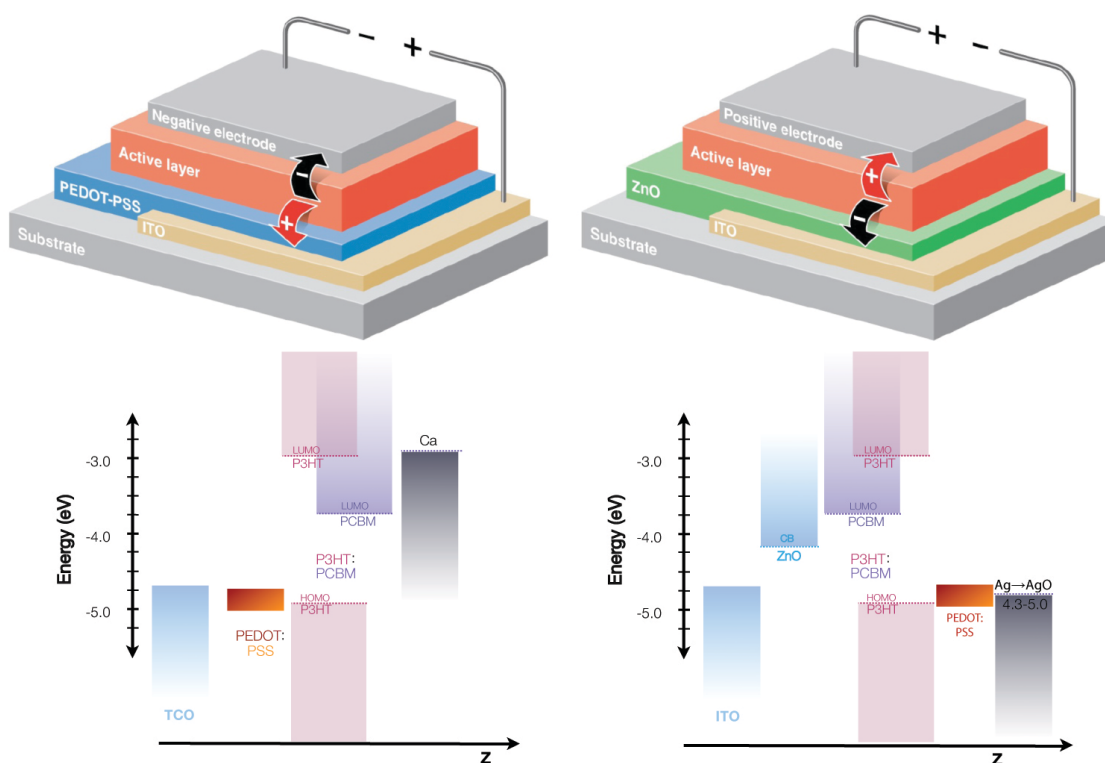 - +
Negative electrode
Active layer
PEDOT-PSS
ITO
Substrate
-
+
+ -
Positive electrode
Active layer
ZnO
ITO
Substrate
+
-
Energy (eV)
-3.0
-4.0
-5.0
LUMO
P3HT
LUMO
PCBM
Ca
P3HT:
PCBM
HOMO
P3HT
PEDOT:
PSS
TCO
z
Energy (eV)
-3.0
-4.0
-5.0
LUMO
P3HT
LUMO
PCBM
CB
ZnO
P3HT:
PCBM
HOMO
P3HT
PEDOT:
PSS
Ag→AgO
4.3-5.0
ITO
z